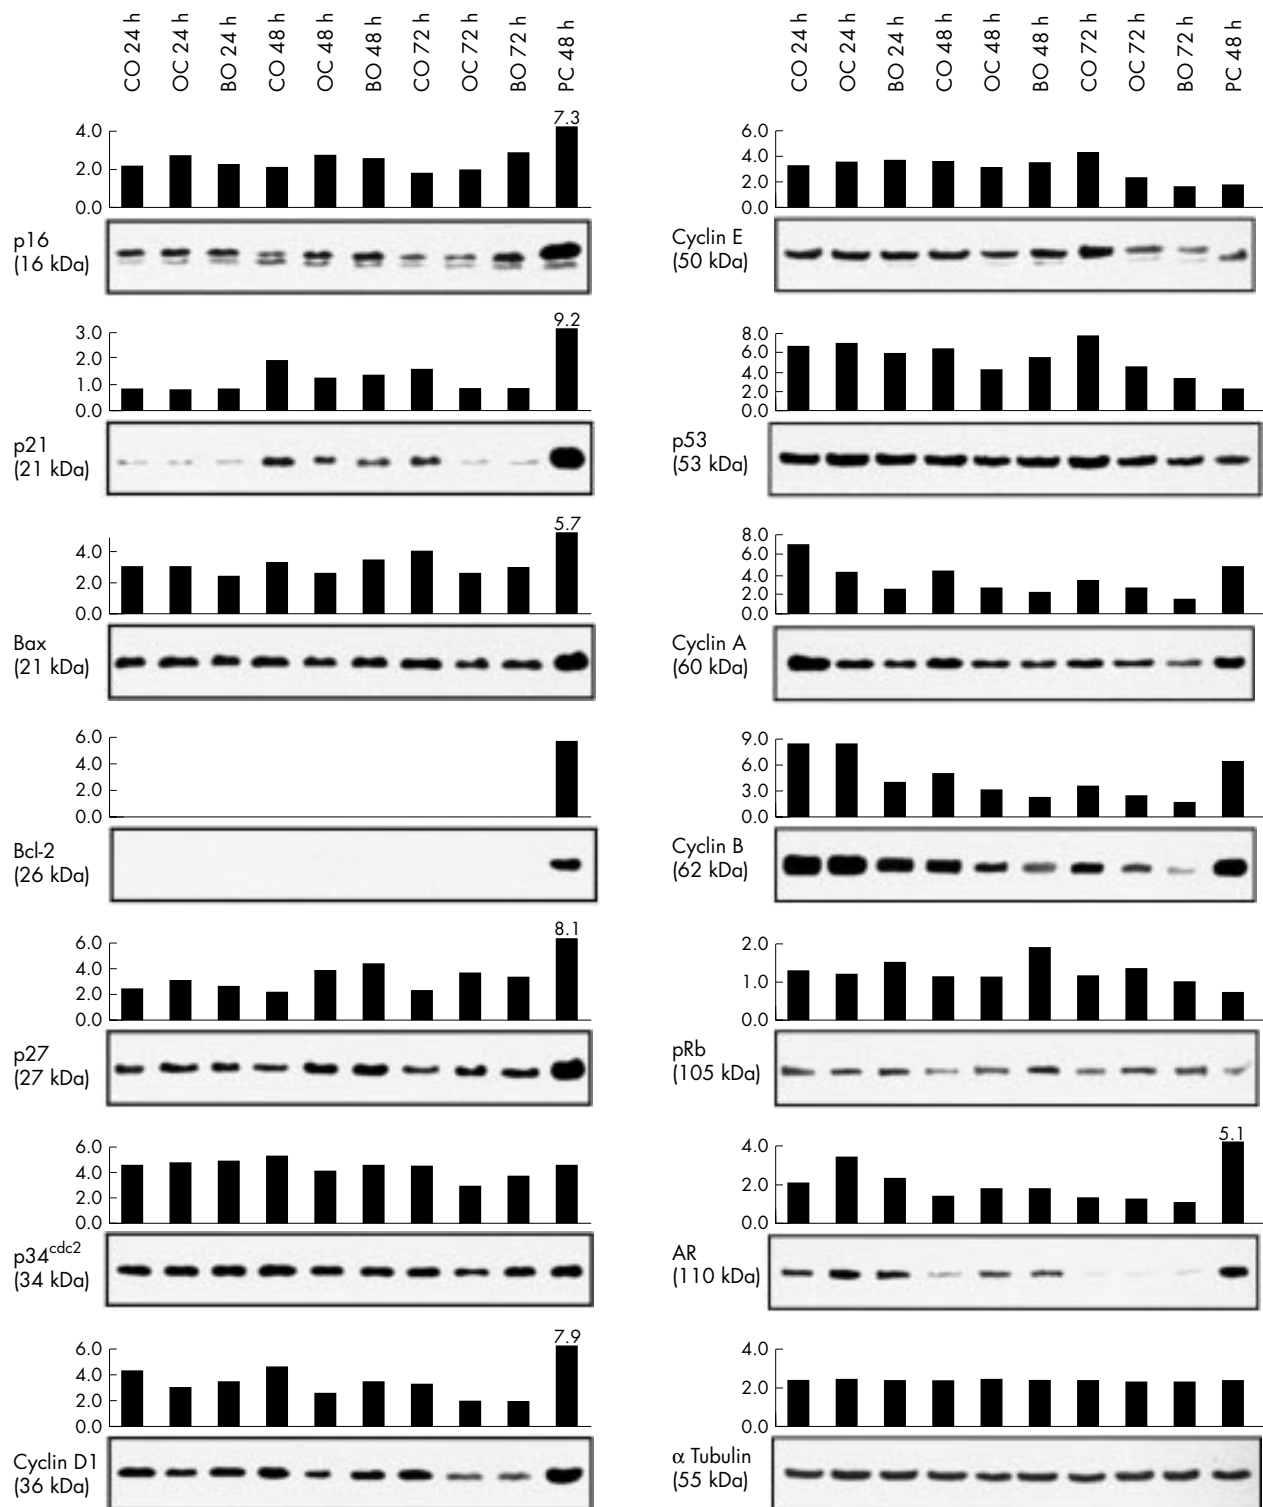 CO 24 h
OC 24 h
BO 24 h
CO 48 h
OC 48 h
BO 48 h
CO 72 h
OC 72 h
BO 72 h
PC 48 h
7.3
4.0
2.0
0.0
p16
(16 kDa)
9.2
3.0
2.0
1.0
0.0
p21
(21 kDa)
5.7
4.0
2.0
0.0
Bax
(21 kDa)
6.0
4.0
2.0
0.0
Bcl-2
(26 kDa)
8.1
6.0
4.0
2.0
0.0
p27
(27 kDa)
6.0
4.0
2.0
0.0
p34cdc2
(34 kDa)
7.9
6.0
4.0
2.0
0.0
Cyclin D1
(36 kDa)
CO 24 h
OC 24 h
BO 24 h
CO 48 h
OC 48 h
BO 48 h
CO 72 h
OC 72 h
BO 72 h
PC 48 h
6.0
4.0
2.0
0.0
Cyclin E
(50 kDa)
8.0
6.0
4.0
2.0
0.0
p53
(53 kDa)
8.0
6.0
4.0
2.0
0.0
Cyclin A
(60 kDa)
9.0
6.0
3.0
0.0
Cyclin B
(62 kDa)
2.0
1.0
0.0
pRb
(105 kDa)
5.1
4.0
2.0
0.0
AR
(110 kDa)
4.0
2.0
0.0
α Tubulin
(55 kDa)